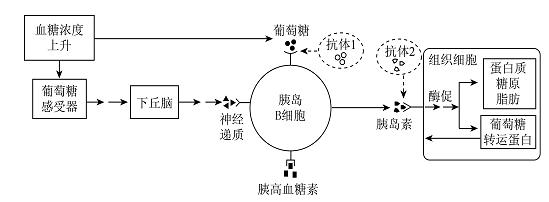 血糖浓度
上升
葡萄糖
抗体1
抗体2
组织细胞
葡萄糖
感受器
下丘脑
神经
递质
胰岛
B细胞
胰岛素
酶促
蛋白质
糖原
脂肪
葡萄糖
转运蛋白
胰高血糖素